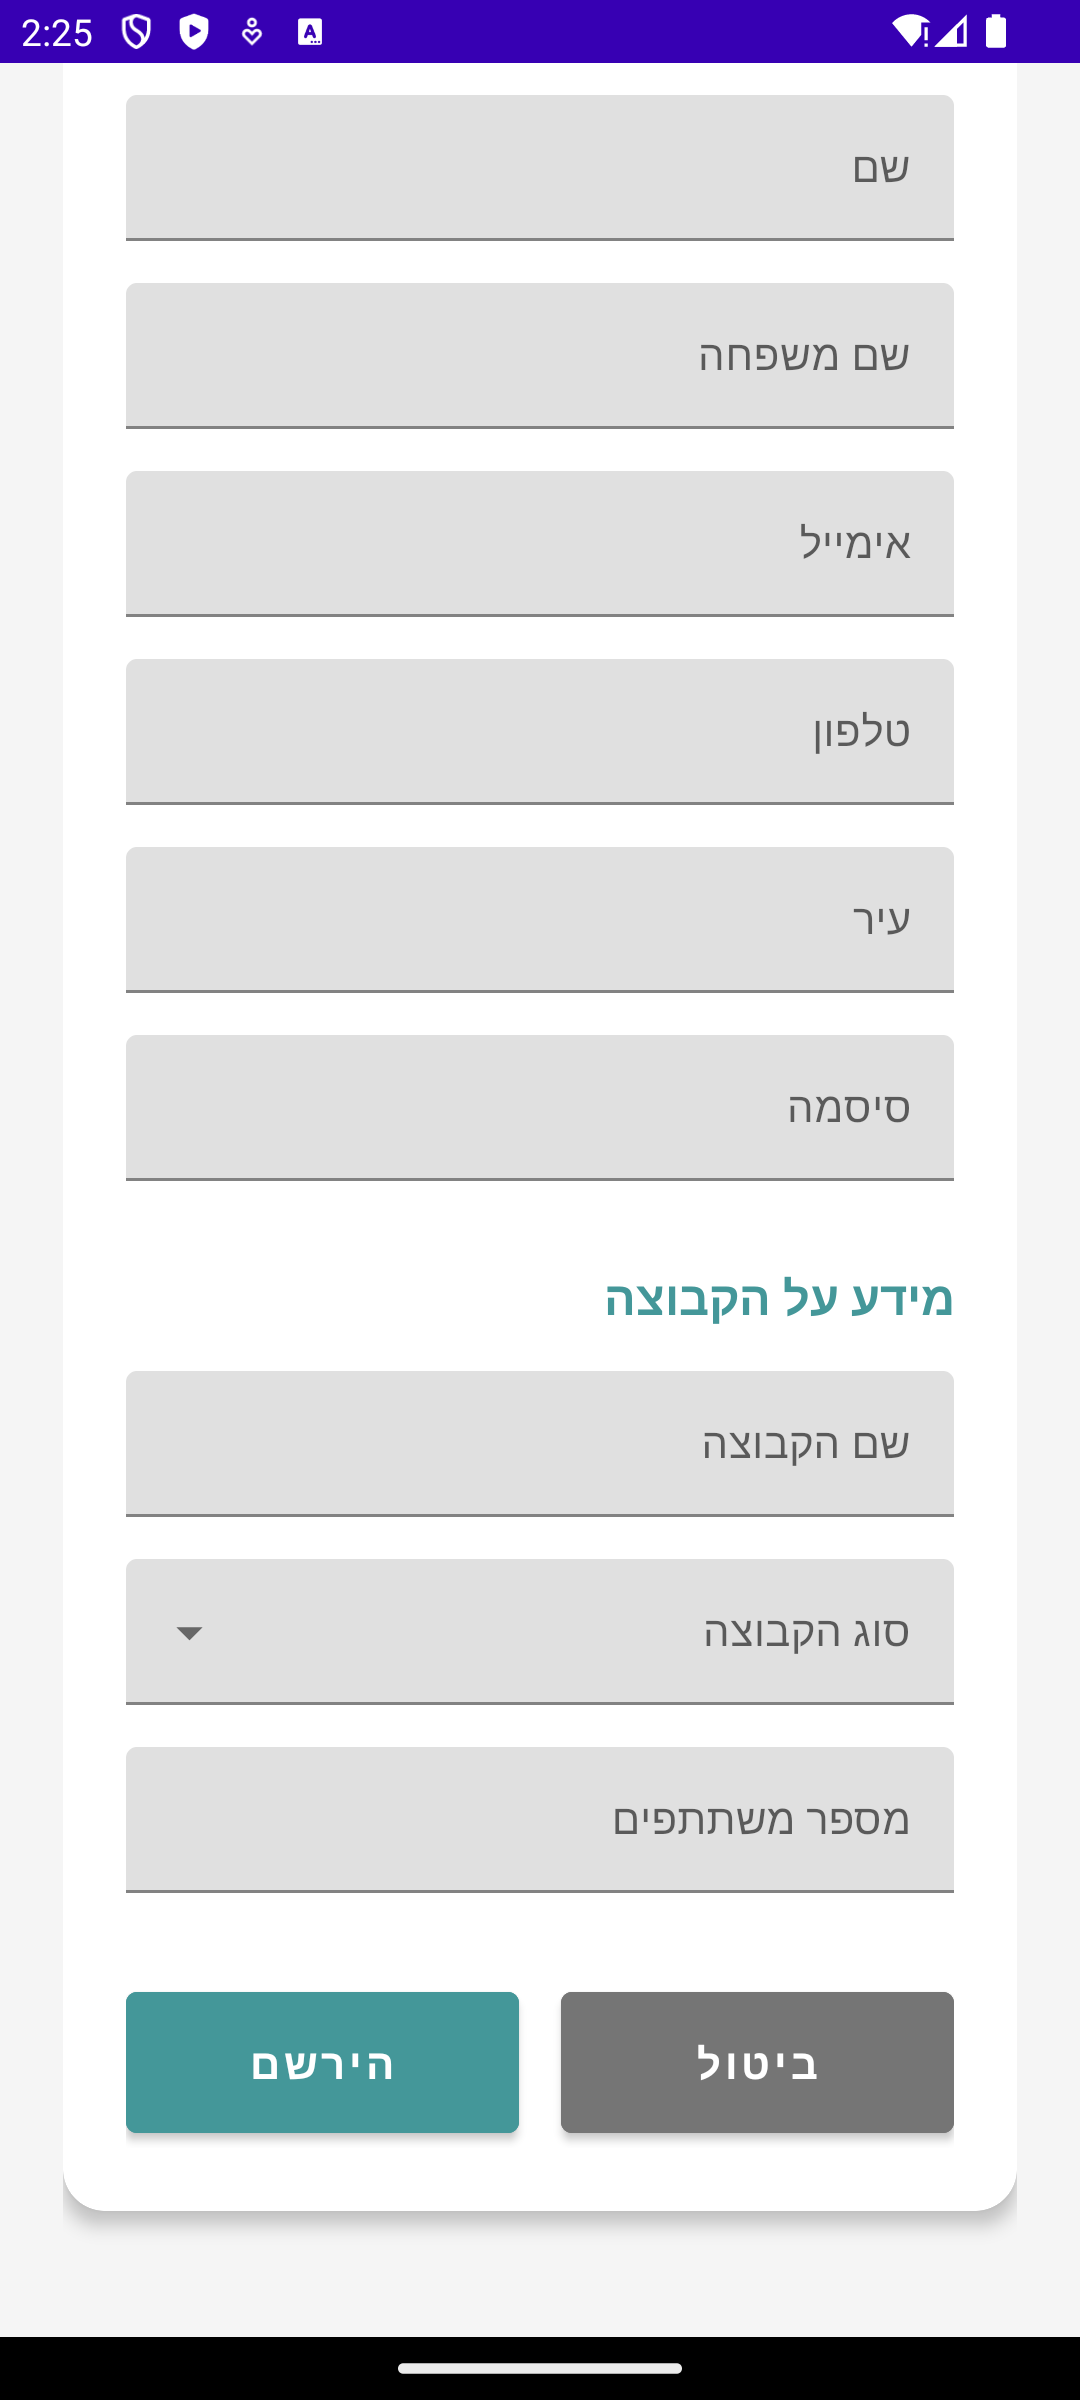 2:25
שם
שם משפחה
אימייל
טלפון
עיר
סיסמה
מידע על הקבוצה
שם הקבוצה
סוג הקבוצה
מספר משתתפים
ביטול
הירשם